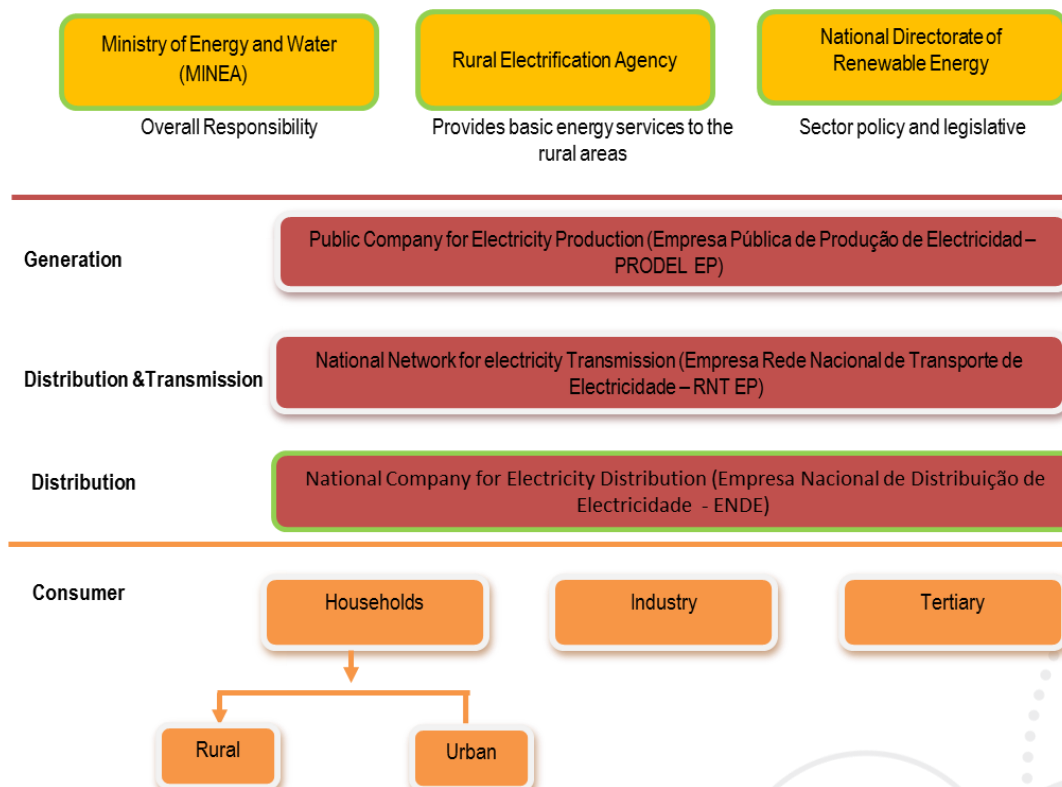 Ministry of Energy and Water
(MINEA)
Rural Electrification Agency
National Directorate of
Renewable Energy
Overall Responsibility
Provides basic energy services to the
rural areas
Sector policy and legislative
Generation
Public Company for Electricity Production (Empresa Pública de Produção de Electricidad –
PRODEL EP)
Distribution &Transmission
National Network for electricity Transmission (Empresa Rede Nacional de Transporte de
Electricidade – RNT EP)
Distribution
National Company for Electricity Distribution (Empresa Nacional de Distribuição de
Electricidade - ENDE)
Consumer
Households
Industry
Tertiary
Rural
Urban